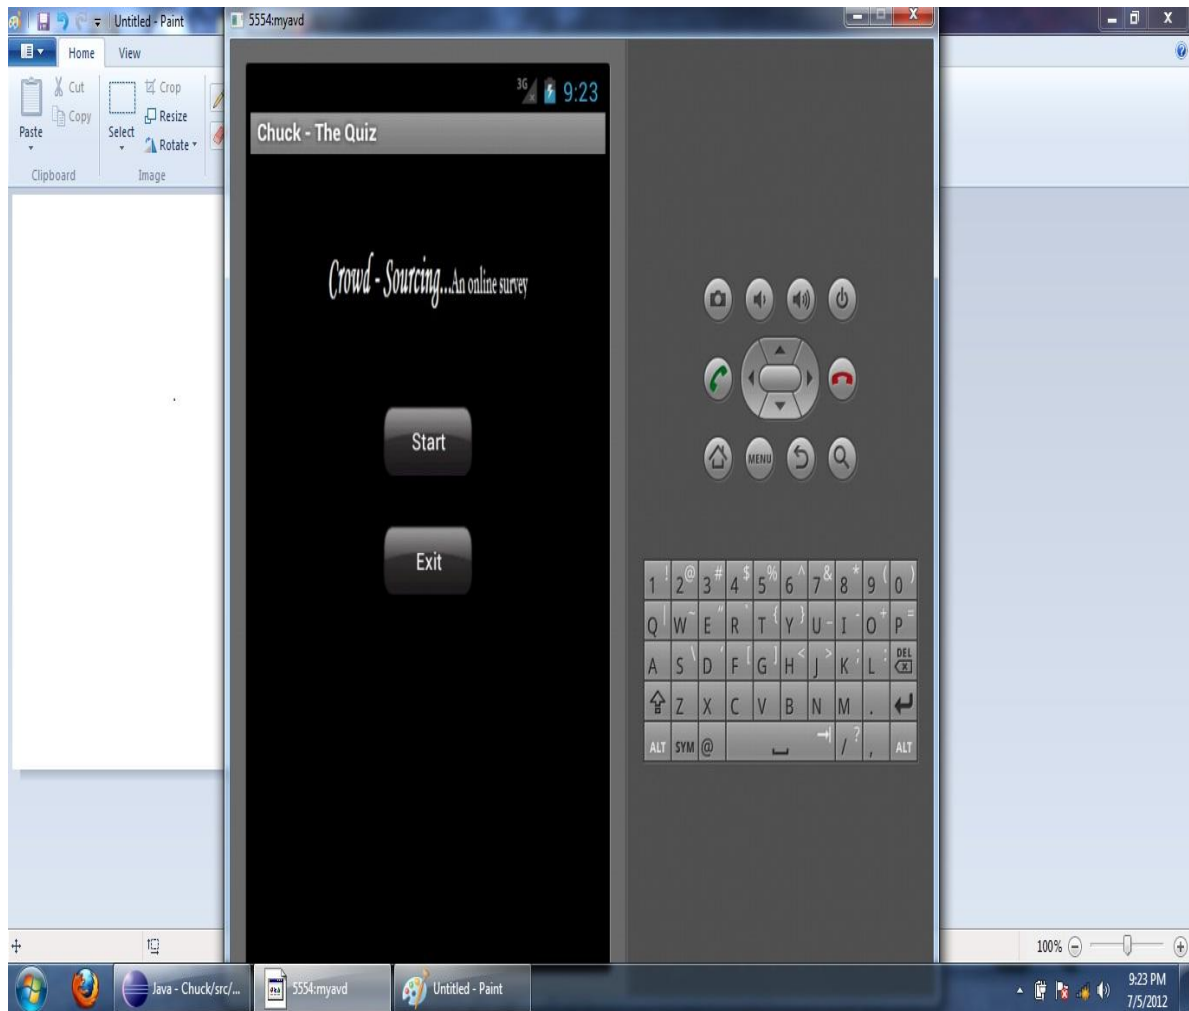 Untitled - Paint
5554:myavd
Home View
Cut
Copy
Paste
Select
Crop
Resize
Rotate
Clipboard
Image
3G 9:23
Chuck - The Quiz
Crowd - Sourcing...An online survey
Start
Exit
MENU
1 ! 2 @ 3 # 4 $ 5 % 6 ^ 7 & 8 * 9 ( 0 )
Q | W ~ E " R ` T { Y } U - I - O + P =
A S \ D ' F [ G ] H < J > K ; L : DEL
Z X C V B N M .
ALT SYM @ / ? , ALT
100%
Java - Chuck/src/...
5554:myavd
Untitled - Paint
9:23 PM
7/5/2012